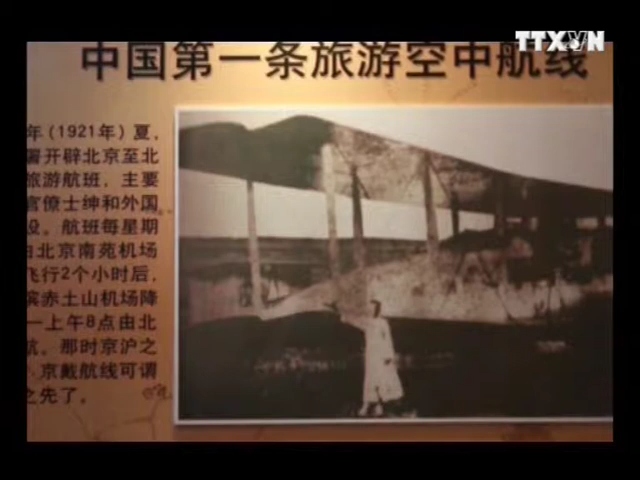 TTXVN
中国第一条旅游空中航线
年(1921年)夏,
署开辟北京至北
旅游航班,主要
官僚士绅和外国
设。航班每星期
由北京南苑机场
飞行2个小时后,
滨赤土山机场降
一上午8点由北
航。那时京沪之
,京戴航线可谓
之先了。